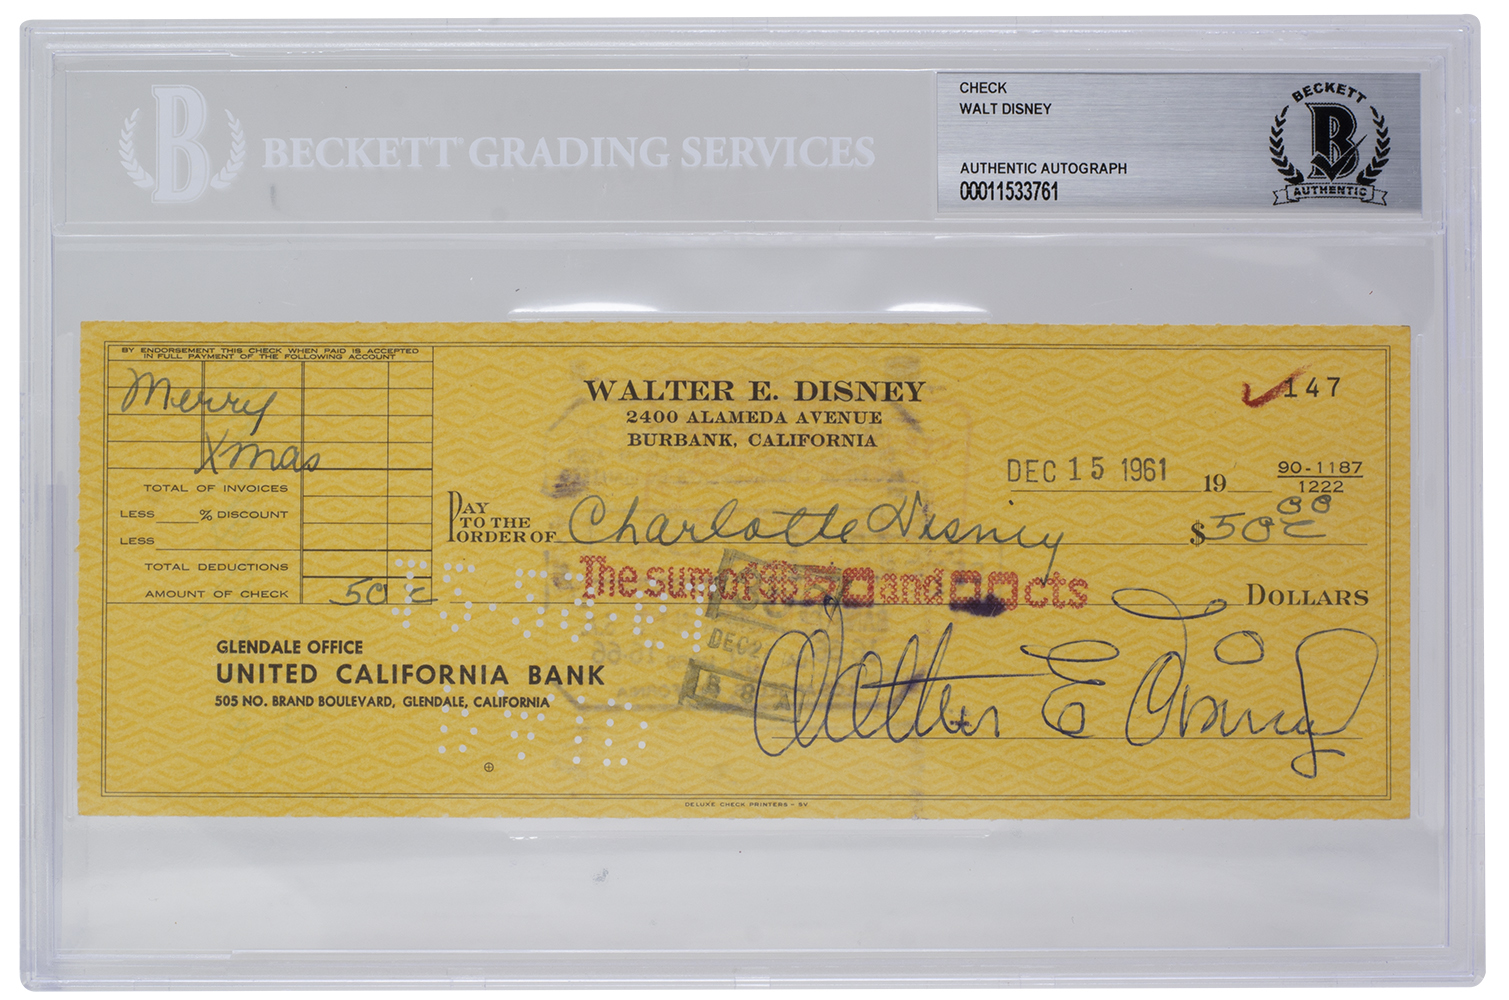 BECKETT GRADING SERVICES
CHECK
WALT DISNEY
AUTHENTIC AUTOGRAPH
00011533761
BECKETT
B
AUTHENTIC
BY ENDORSEMENT THIS CHECK WHEN PAID IS ACCEPTED
IN FULL PAYMENT OF THE FOLLOWING ACCOUNT
Merry
Xmas
TOTAL OF INVOICES
LESS % DISCOUNT
LESS
TOTAL DEDUCTIONS
AMOUNT OF CHECK 50
WALTER E. DISNEY
2400 ALAMEDA AVENUE
BURBANK, CALIFORNIA
147
DEC 15 1961 19
90-1187
1222
PAY
TO THE
ORDER OF Charlotte Disney $50 00
The sum of and cts DOLLARS
DEC2
GLENDALE OFFICE
UNITED CALIFORNIA BANK
505 NO. BRAND BOULEVARD, GLENDALE, CALIFORNIA
Walter E Disney
DELUXE CHECK PRINTERS - SV